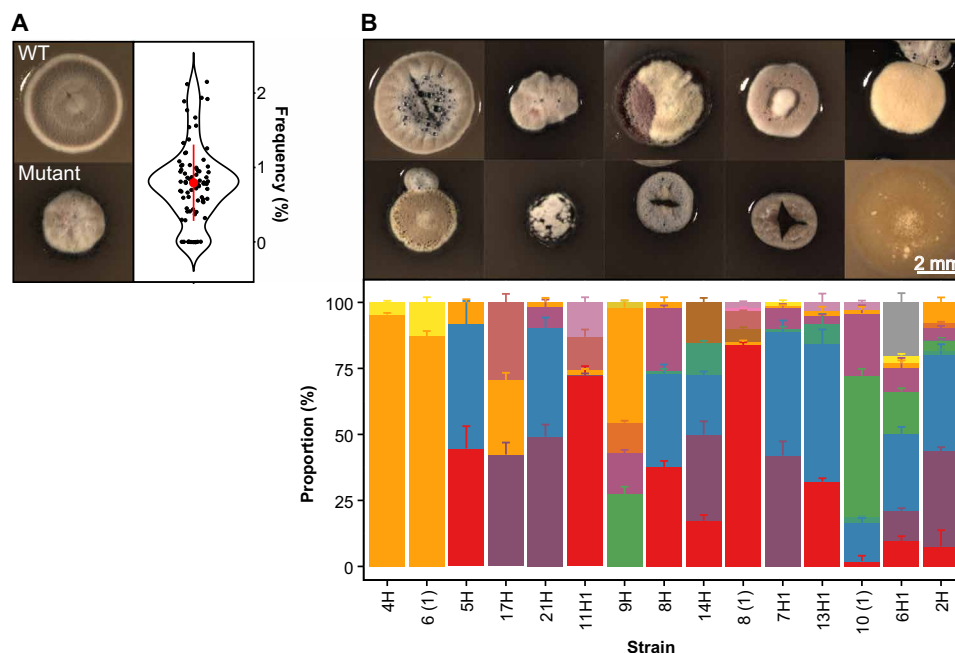 A
B
WT
Mutant
2
1
0
Frequency (%)
2 mm
100
75
50
25
0
Proportion (%)
4H
6 (1)
5H
17H
21H
11H1
9H
8H
14H
8 (1)
7H1
13H1
10 (1)
6H1
2H
Strain